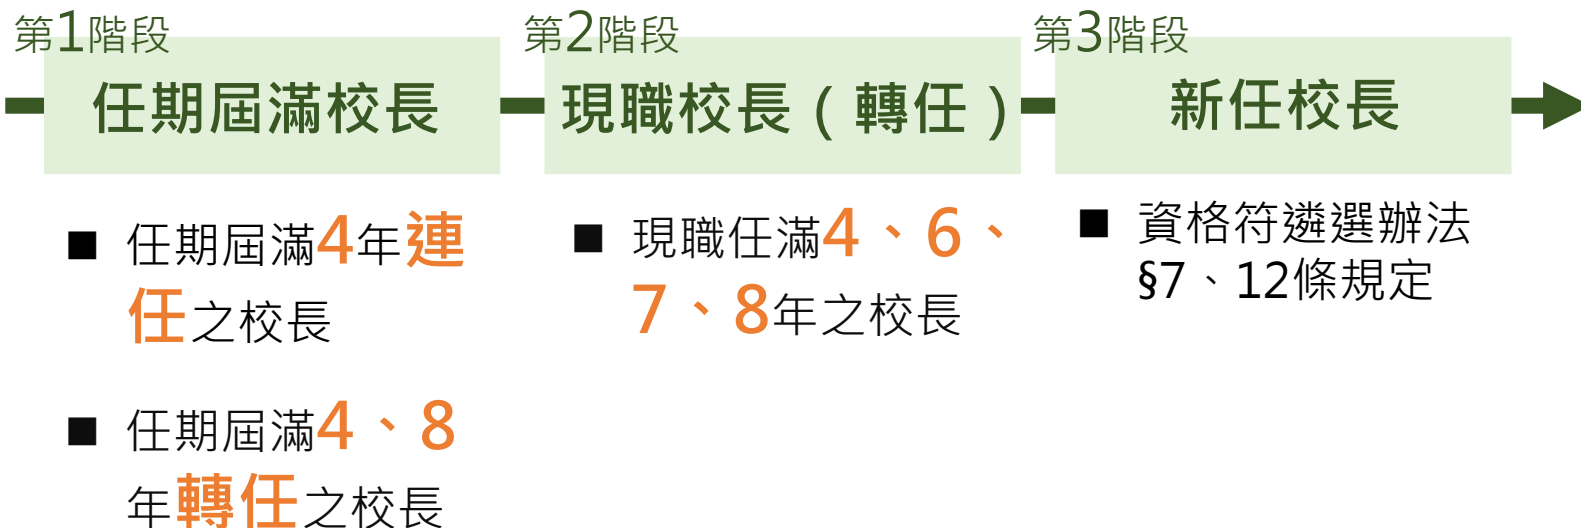 第1階段
任期屆滿校長
■ 任期屆滿4年連
任之校長
■ 任期屆滿4、8
年轉任之校長
第2階段
現職校長（轉任）
■ 現職任滿4、6、
7、8年之校長
第3階段
新任校長
■ 資格符遴選辦法
§7、12條規定